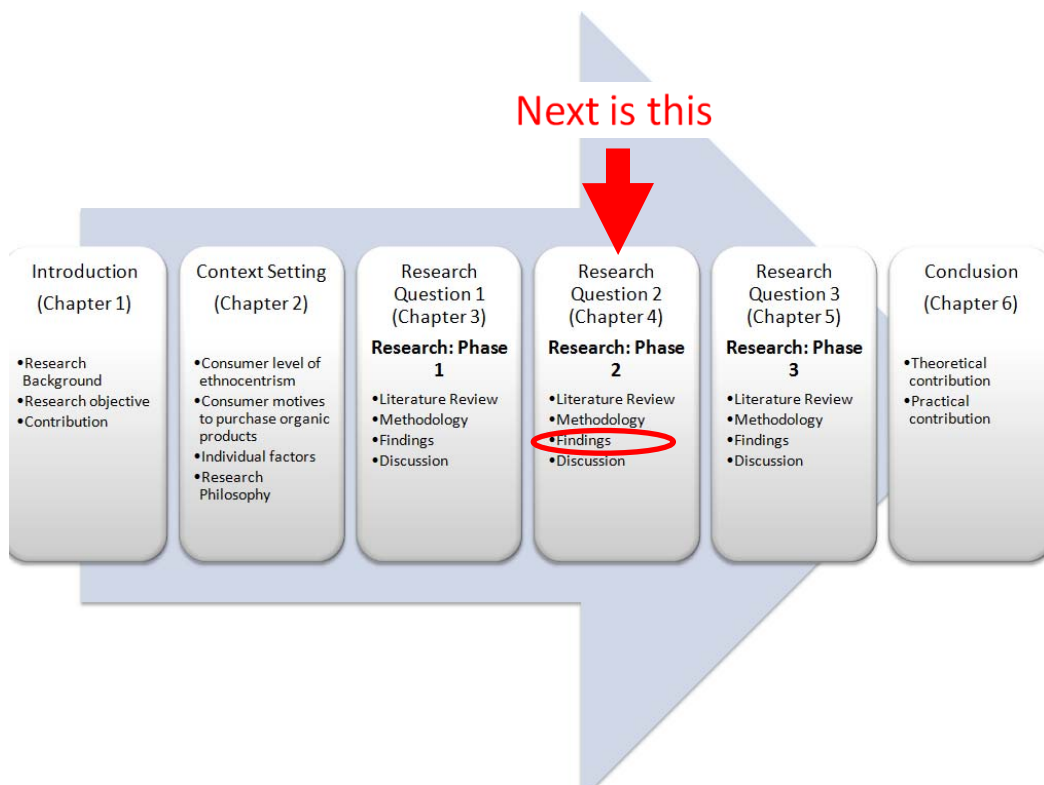 Next is this
Introduction
(Chapter 1)
•Research
Background
•Research objective
•Contribution
Context Setting
(Chapter 2)
•Consumer level of
ethnocentrism
•Consumer motives
to purchase organic
products
•Individual factors
•Research
Philosophy
Research
Question 1
(Chapter 3)
Research: Phase
1
•Literature Review
•Methodology
•Findings
•Discussion
Research
Question 2
(Chapter 4)
Research: Phase
2
•Literature Review
•Methodology
•Findings
•Discussion
Research
Question 3
(Chapter 5)
Research: Phase
3
•Literature Review
•Methodology
•Findings
•Discussion
Conclusion
(Chapter 6)
•Theoretical
contribution
•Practical
contribution